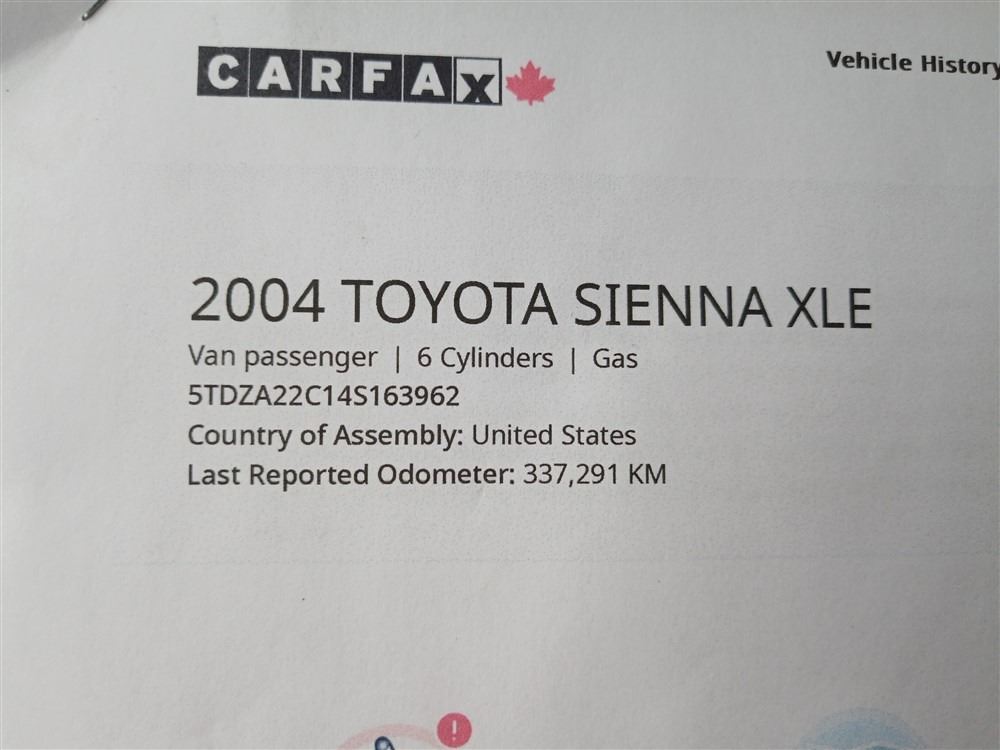 CARFAX
Vehicle History
2004 TOYOTA SIENNA XLE
Van passenger | 6 Cylinders | Gas
5TDZA22C14S163962
Country of Assembly: United States
Last Reported Odometer: 337,291 KM
!